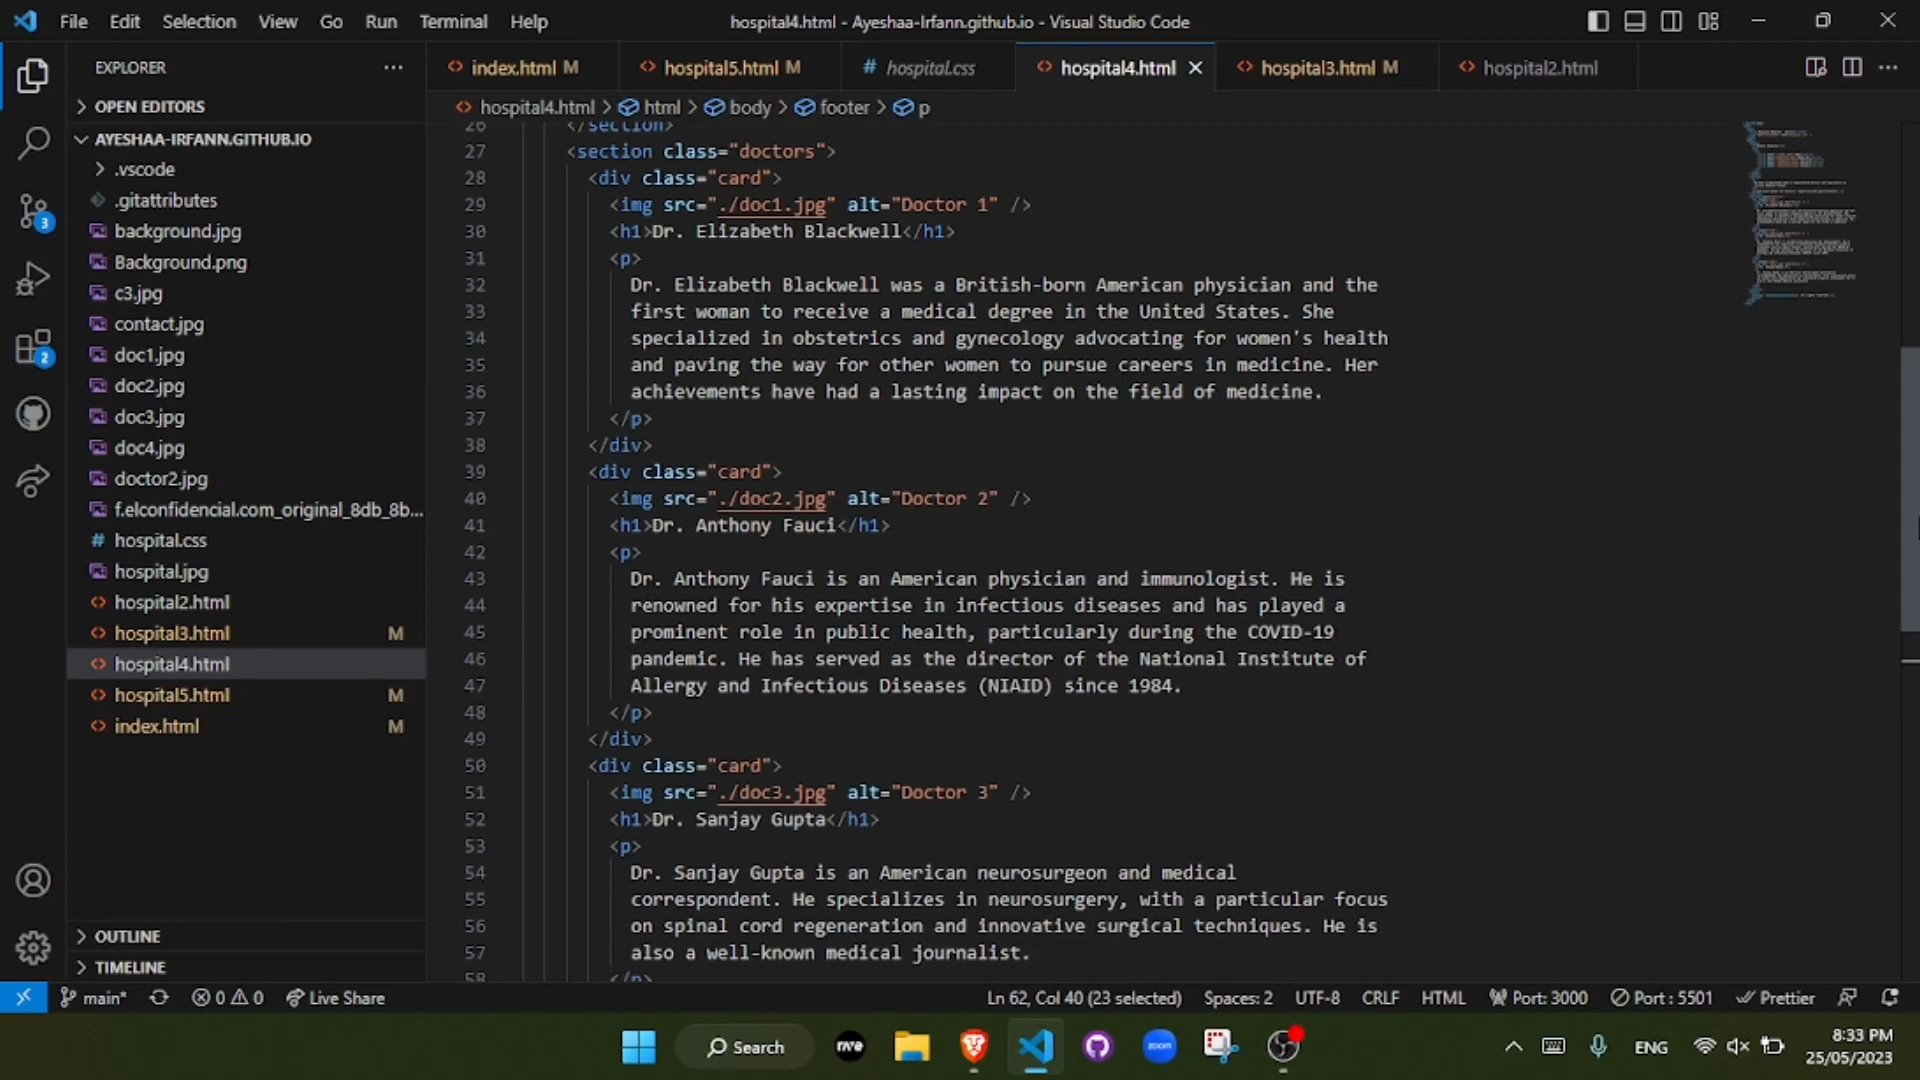 File Edit Selection View Go Run Terminal Help
hospital4.html - Ayeshaa-Irfann.github.io - Visual Studio Code
EXPLORER
OPEN EDITORS
AYESHAA-IRFANN.GITHUB.IO
.vscode
.gitattributes
background.jpg
Background.png
c3.jpg
contact.jpg
doc1.jpg
doc2.jpg
doc3.jpg
doc4.jpg
doctor2.jpg
f.elconfidencial.com_original_8db_8b...
hospital.css
hospital.jpg
hospital2.html
hospital3.html M
hospital4.html
hospital5.html M
index.html M
OUTLINE
TIMELINE
3
2
index.html M hospital5.html M # hospital.css hospital4.html hospital3.html M hospital2.html
hospital4.html > html > body > footer > p
26 </section>
27 <section class="doctors">
28 <div class="card">
29 <img src="./doc1.jpg" alt="Doctor 1" />
30 <h1>Dr. Elizabeth Blackwell</h1>
31 <p>
32 Dr. Elizabeth Blackwell was a British-born American physician and the
33 first woman to receive a medical degree in the United States. She
34 specialized in obstetrics and gynecology advocating for women's health
35 and paving the way for other women to pursue careers in medicine. Her
36 achievements have had a lasting impact on the field of medicine.
37 </p>
38 </div>
39 <div class="card">
40 <img src="./doc2.jpg" alt="Doctor 2" />
41 <h1>Dr. Anthony Fauci</h1>
42 <p>
43 Dr. Anthony Fauci is an American physician and immunologist. He is
44 renowned for his expertise in infectious diseases and has played a
45 prominent role in public health, particularly during the COVID-19
46 pandemic. He has served as the director of the National Institute of
47 Allergy and Infectious Diseases (NIAID) since 1984.
48 </p>
49 </div>
50 <div class="card">
51 <img src="./doc3.jpg" alt="Doctor 3" />
52 <h1>Dr. Sanjay Gupta</h1>
53 <p>
54 Dr. Sanjay Gupta is an American neurosurgeon and medical
55 correspondent. He specializes in neurosurgery, with a particular focus
56 on spinal cord regeneration and innovative surgical techniques. He is
57 also a well-known medical journalist.
58 </p>
main* 0 0 Live Share Ln 62, Col 40 (23 selected) Spaces: 2 UTF-8 CRLF HTML Port: 3000 Port : 5501 Prettier
Search zoom ENG 8:33 PM
25/05/2023